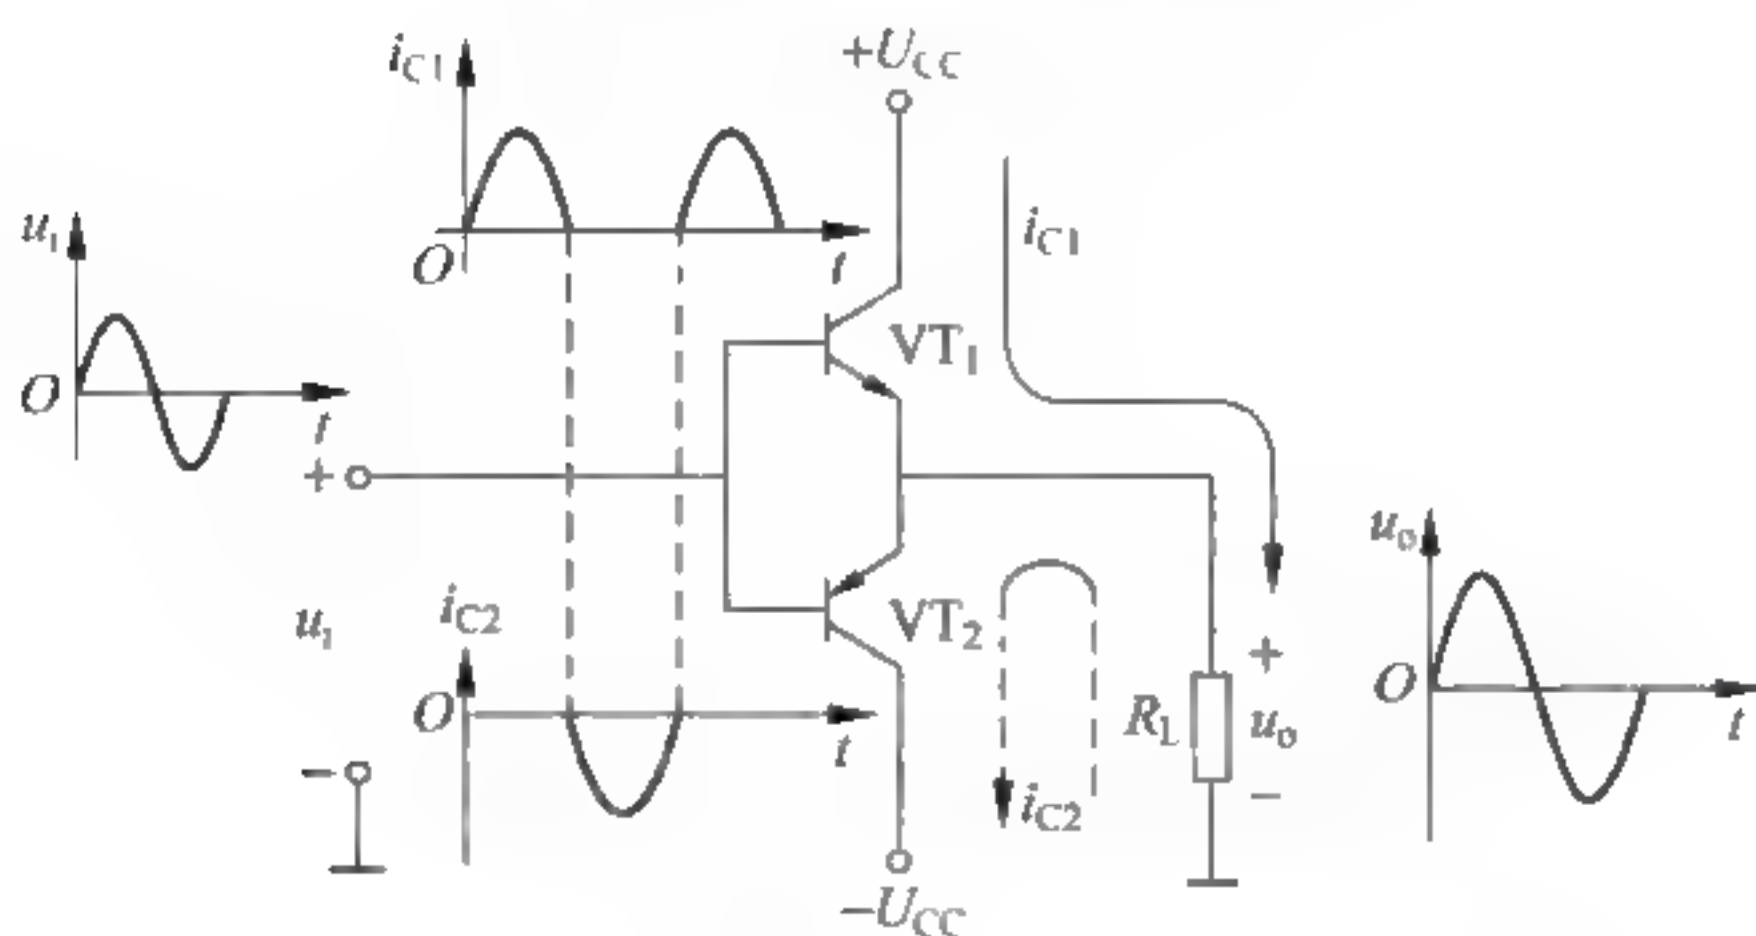 i_C1
+U_CC
u_i
O
t
i_C1
O
t
VT_1
+
u_i
i_C2
O
t
VT_2
i_C2
R_L
+
u_o
−
−
−U_CC
u_o
O
t